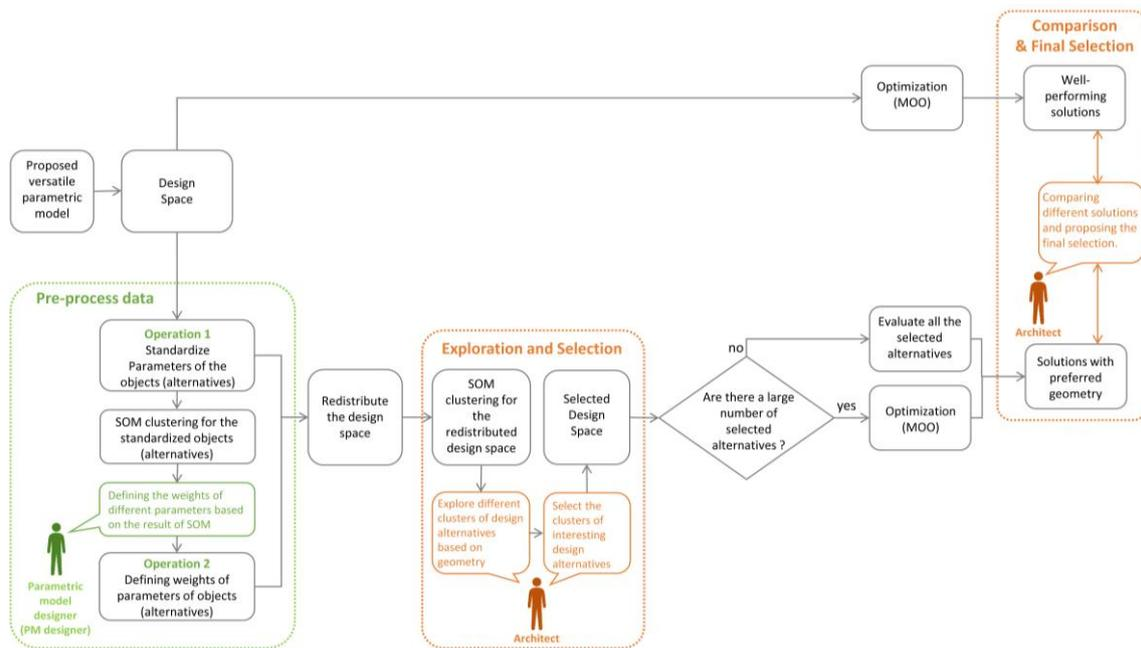 Comparison
& Final Selection
Optimization
(MOO)
Well-
performing
solutions
Proposed
versatile
parametric
model
Design
Space
Comparing
different solutions
and proposing the
final selection.
Architect
Pre-process data
Operation 1
Standardize
Parameters of the
objects (alternatives)
SOM clustering for the
standardized objects
(alternatives)
Defining the weights of
different parameters based
on the result of SOM
Operation 2
Defining weights of
parameters of objects
(alternatives)
Parametric
model
designer
(PM designer)
Redistribute
the design
space
Exploration and Selection
SOM
clustering for
the
redistributed
design space
Selected
Design
Space
Explore different
clusters of design
alternatives
based on
geometry
Select the
clusters of
interesting
design
alternatives
Architect
Are there a large
number of
selected
alternatives ?
no
yes
Evaluate all the
selected
alternatives
Optimization
(MOO)
Solutions with
preferred
geometry